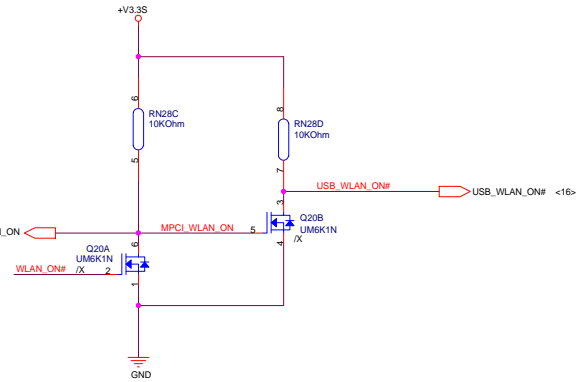 +V3.3S
6
RN28C
10KOhm
5
8
RN28D
10KOhm
7
USB_WLAN_ON#
USB_WLAN_ON# <16>
3
_ON
MPCI_WLAN_ON
5
Q20B
UM6K1N
/X
4
6
Q20A
UM6K1N
/X
WLAN_ON#
2
1
GND